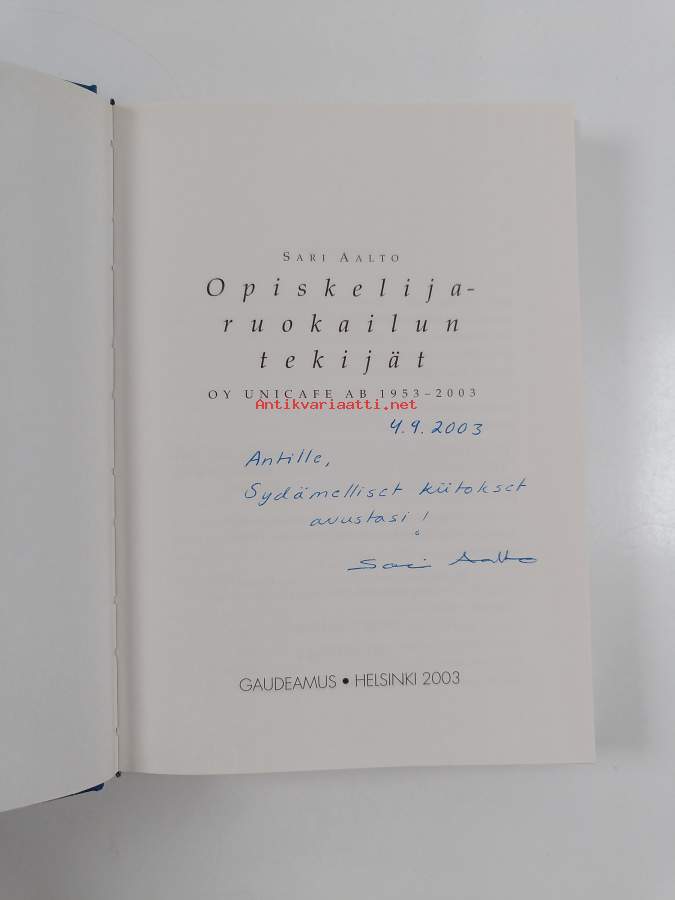 SARI AALTO
Opiskelija-
ruokailun
tekijät
OY UNICAFE AB 1953–2003
Antikvariaatti.net
4.9.2003
Antille,
Sydämelliset kiitokset
avustasi!
Sari Aalto
GAUDEAMUS • HELSINKI 2003